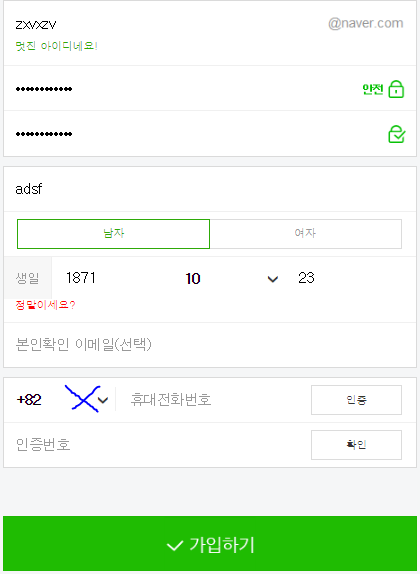 zxvxzv @naver.com
멋진 아이디네요!
•••••••••••• 안전
••••••••••••
adsf
남자 여자
생일 1871 10 23
정말이세요?
본인확인 이메일(선택)
+82 휴대전화번호 인증
인증번호 확인
가입하기